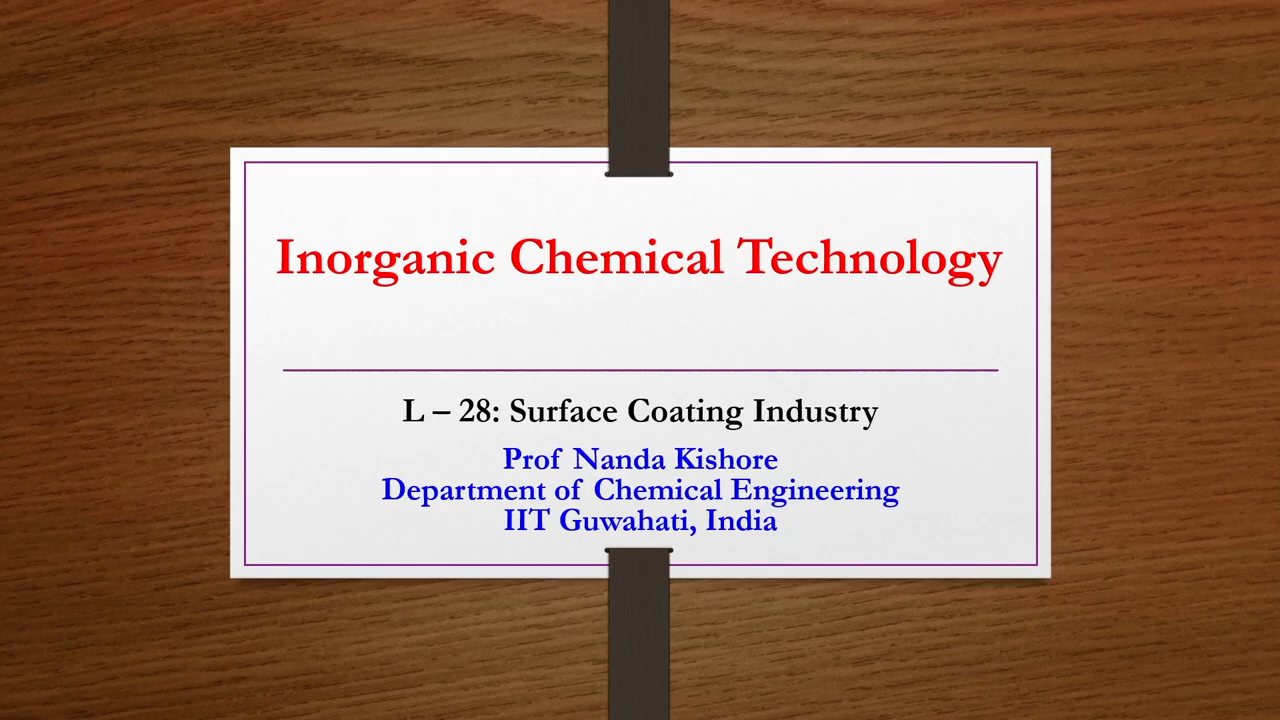 Inorganic Chemical Technology
L – 28: Surface Coating Industry
Prof Nanda Kishore
Department of Chemical Engineering
IIT Guwahati, India